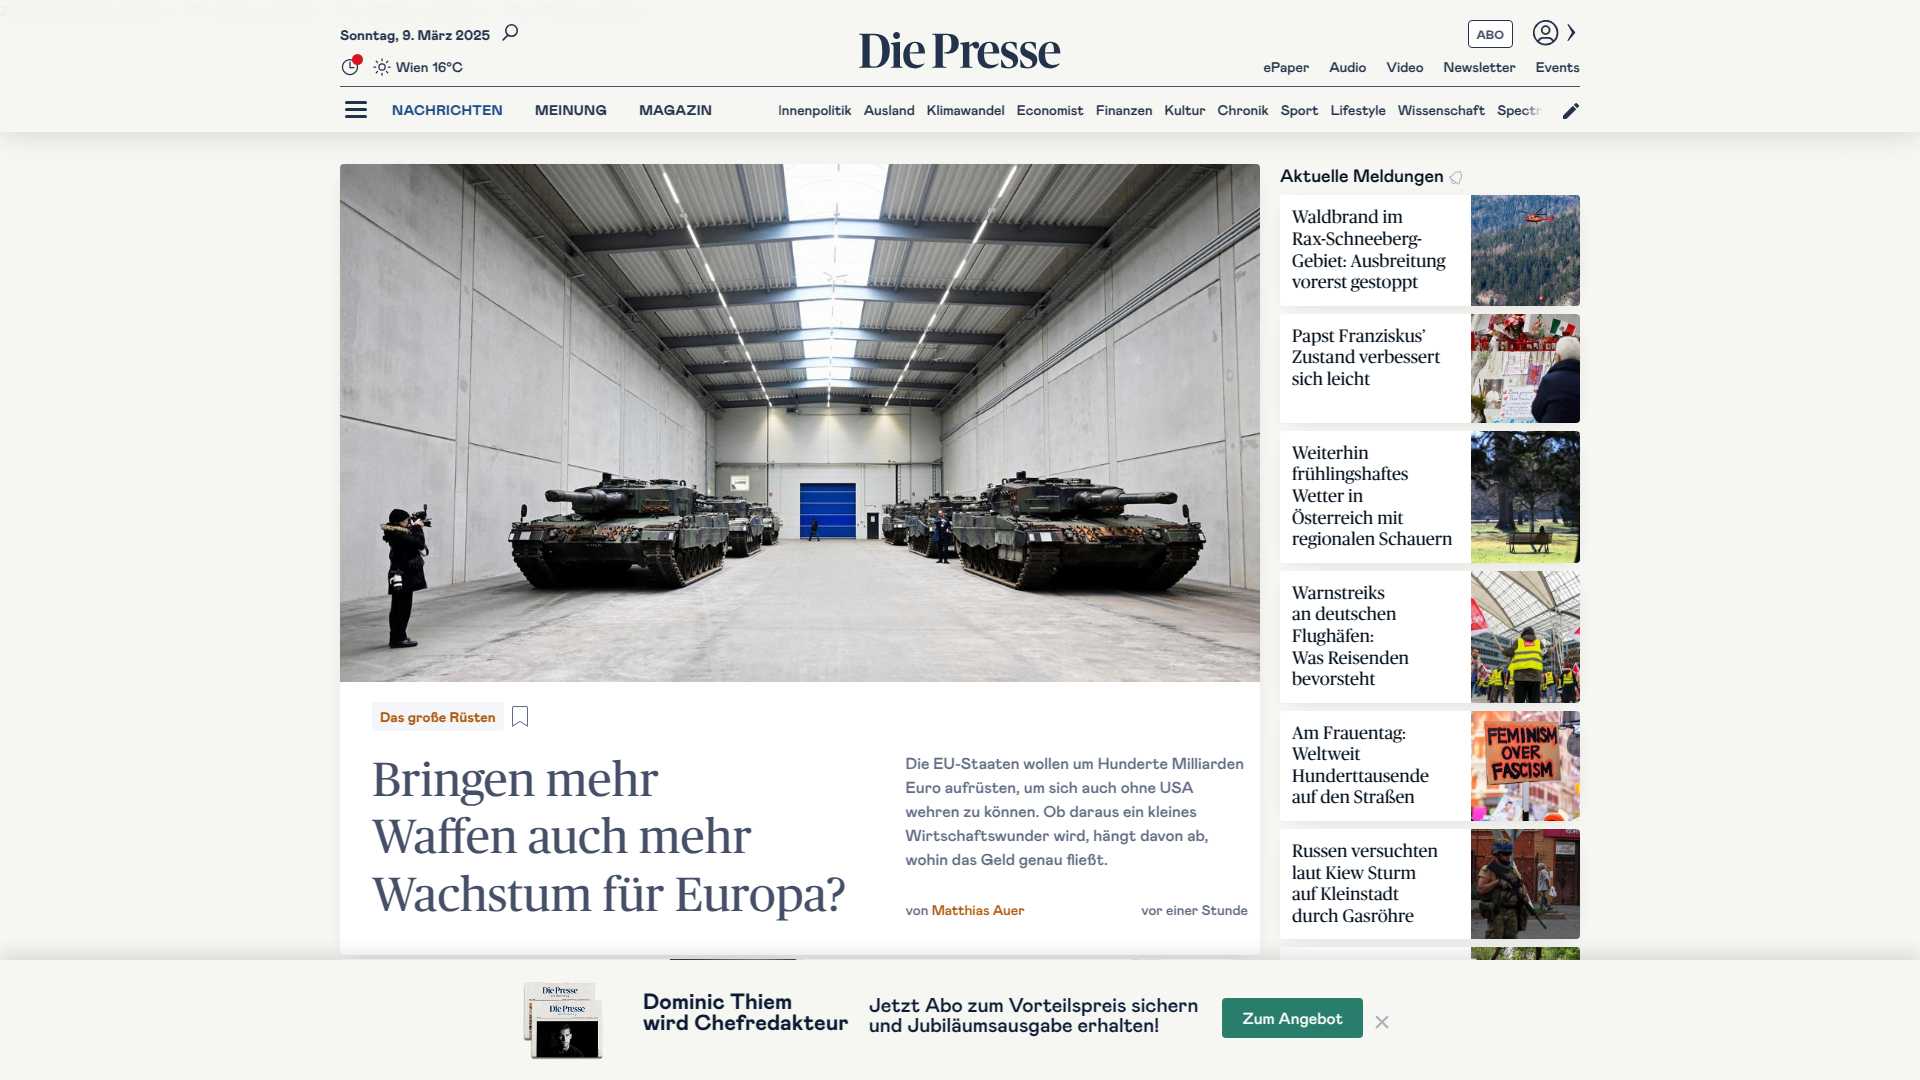 Sonntag, 9. März 2025
Wien 16°C
Die Presse
ABO
ePaper Audio Video Newsletter Events
NACHRICHTEN MEINUNG MAGAZIN
Innenpolitik Ausland Klimawandel Economist Finanzen Kultur Chronik Sport Lifestyle Wissenschaft Spectr
Das große Rüsten
Bringen mehr
Waffen auch mehr
Wachstum für Europa?
Die EU-Staaten wollen um Hunderte Milliarden
Euro aufrüsten, um sich auch ohne USA
wehren zu können. Ob daraus ein kleines
Wirtschaftswunder wird, hängt davon ab,
wohin das Geld genau fließt.
von Matthias Auer
vor einer Stunde
Aktuelle Meldungen
Waldbrand im
Rax-Schneeberg-
Gebiet: Ausbreitung
vorerst gestoppt
Papst Franziskus’
Zustand verbessert
sich leicht
Weiterhin
frühlingshaftes
Wetter in
Österreich mit
regionalen Schauern
Warnstreiks
an deutschen
Flughäfen:
Was Reisenden
bevorsteht
Am Frauentag:
Weltweit
Hunderttausende
auf den Straßen
FEMINISM
OVER
FASCISM
Russen versuchten
laut Kiew Sturm
auf Kleinstadt
durch Gasröhre
Die Presse
Die Presse
Dominic Thiem
wird Chefredakteur
Jetzt Abo zum Vorteilspreis sichern
und Jubiläumsausgabe erhalten!
Zum Angebot